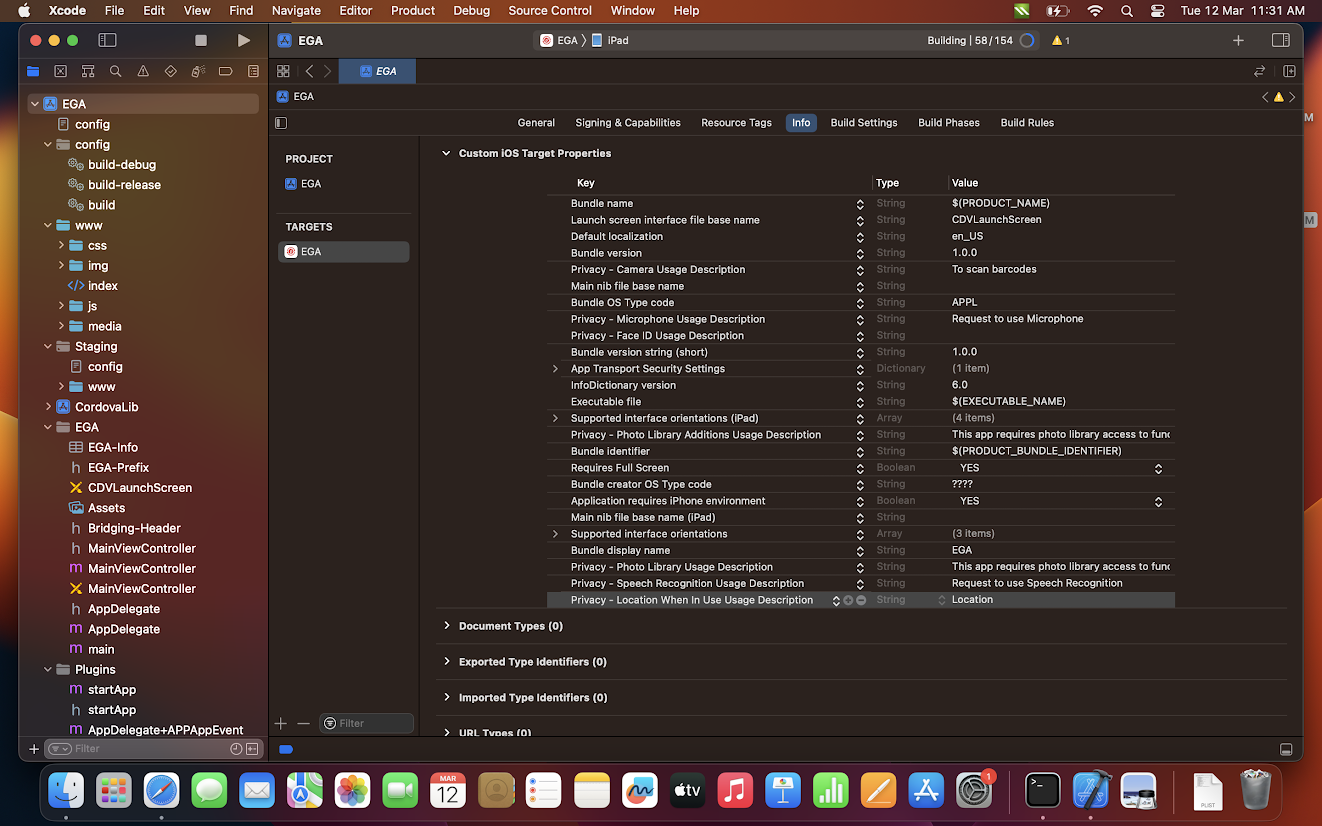 Xcode File Edit View Find Navigate Editor Product Debug Source Control Window Help Tue 12 Mar 11:31 AM
EGA
EGA iPad
Building | 58/154
1
EGA
EGA
General Signing & Capabilities Resource Tags Info Build Settings Build Phases Build Rules
EGA
config
config
build-debug
build-release
build
www
css
img
index
js
media
Staging
config
www
CordovaLib
EGA
EGA-Info
EGA-Prefix
CDVLaunchScreen
Assets
Bridging-Header
MainViewController
MainViewController
MainViewController
AppDelegate
AppDelegate
main
Plugins
startApp
startApp
AppDelegate+APPAppEvent
Filter
PROJECT
EGA
TARGETS
EGA
Filter
Custom iOS Target Properties
Key Type Value
Bundle name String $(PRODUCT_NAME)
Launch screen interface file base name String CDVLaunchScreen
Default localization String en_US
Bundle version String 1.0.0
Privacy - Camera Usage Description String To scan barcodes
Main nib file base name String
Bundle OS Type code String APPL
Privacy - Microphone Usage Description String Request to use Microphone
Privacy - Face ID Usage Description String
Bundle version string (short) String 1.0.0
App Transport Security Settings Dictionary (1 item)
InfoDictionary version String 6.0
Executable file String $(EXECUTABLE_NAME)
Supported interface orientations (iPad) Array (4 items)
Privacy - Photo Library Additions Usage Description String This app requires photo library access to func
Bundle identifier String $(PRODUCT_BUNDLE_IDENTIFIER)
Requires Full Screen Boolean YES
Bundle creator OS Type code String ????
Application requires iPhone environment Boolean YES
Main nib file base name (iPad) String
Supported interface orientations Array (3 items)
Bundle display name String EGA
Privacy - Photo Library Usage Description String This app requires photo library access to func
Privacy - Speech Recognition Usage Description String Request to use Speech Recognition
Privacy - Location When In Use Usage Description String Location
Document Types (0)
Exported Type Identifiers (0)
Imported Type Identifiers (0)
URL Types (0)
M
M
MAR
12
tv
1
PLIST